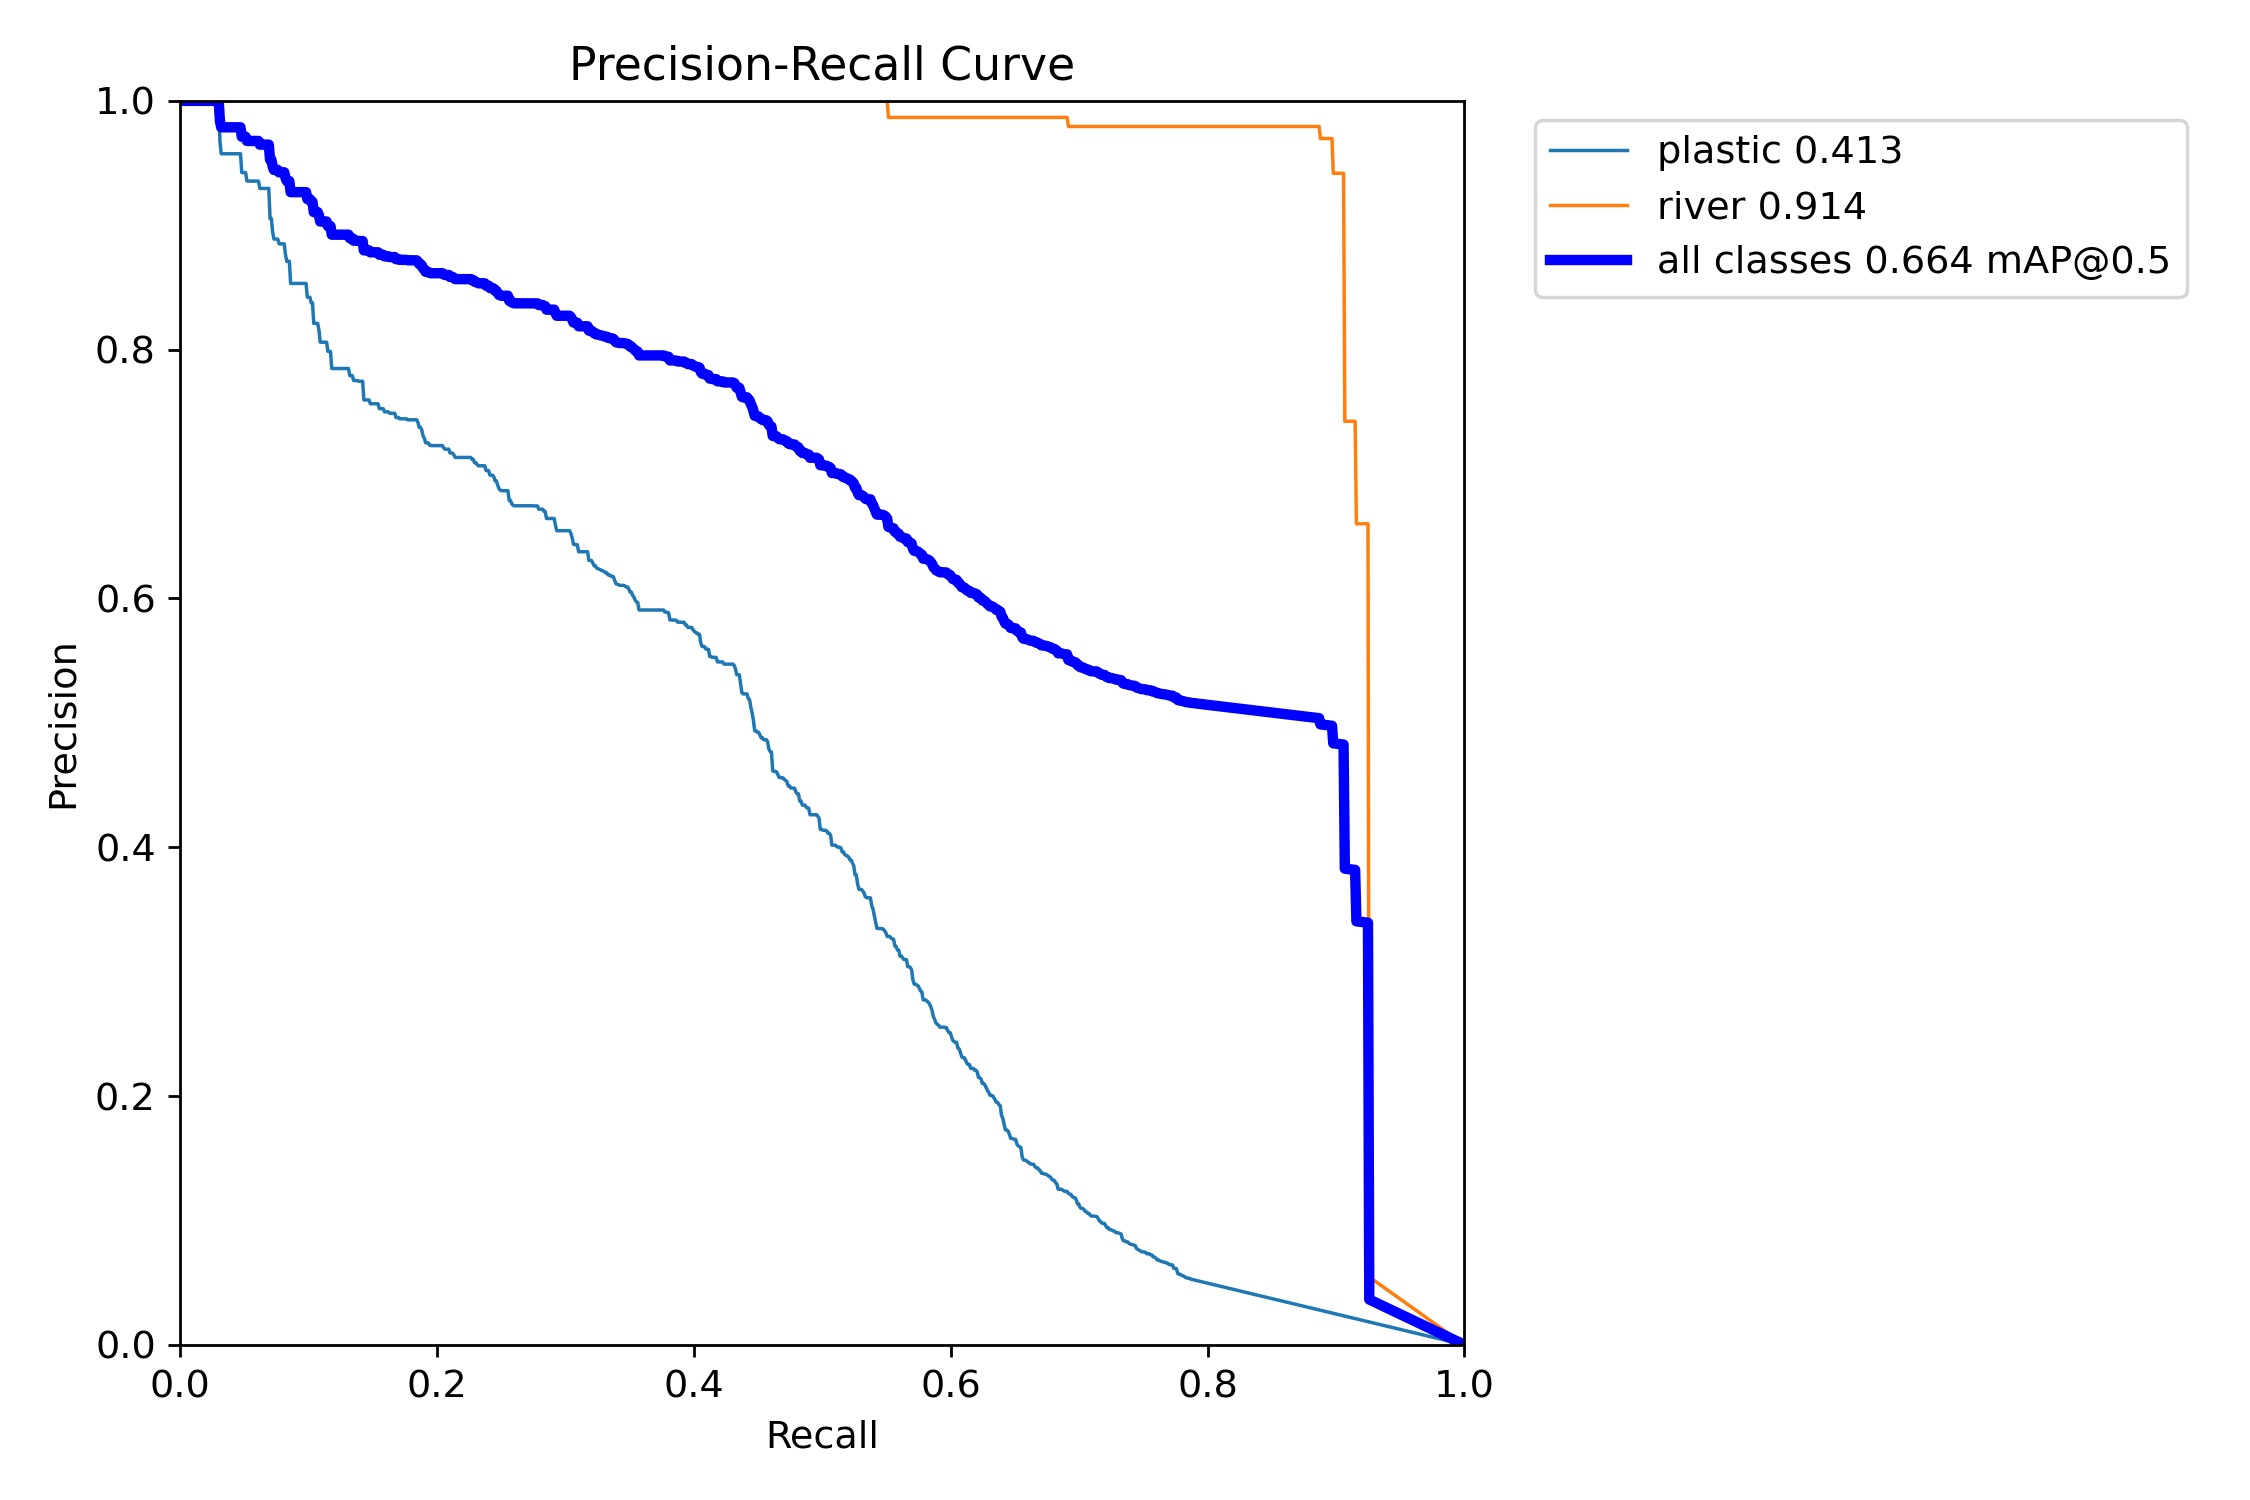 Precision-Recall Curve
plastic 0.413
river 0.914
all classes 0.664 mAP@0.5
Precision
1.0
0.8
0.6
0.4
0.2
0.0
0.0 0.2 0.4 0.6 0.8 1.0
Recall